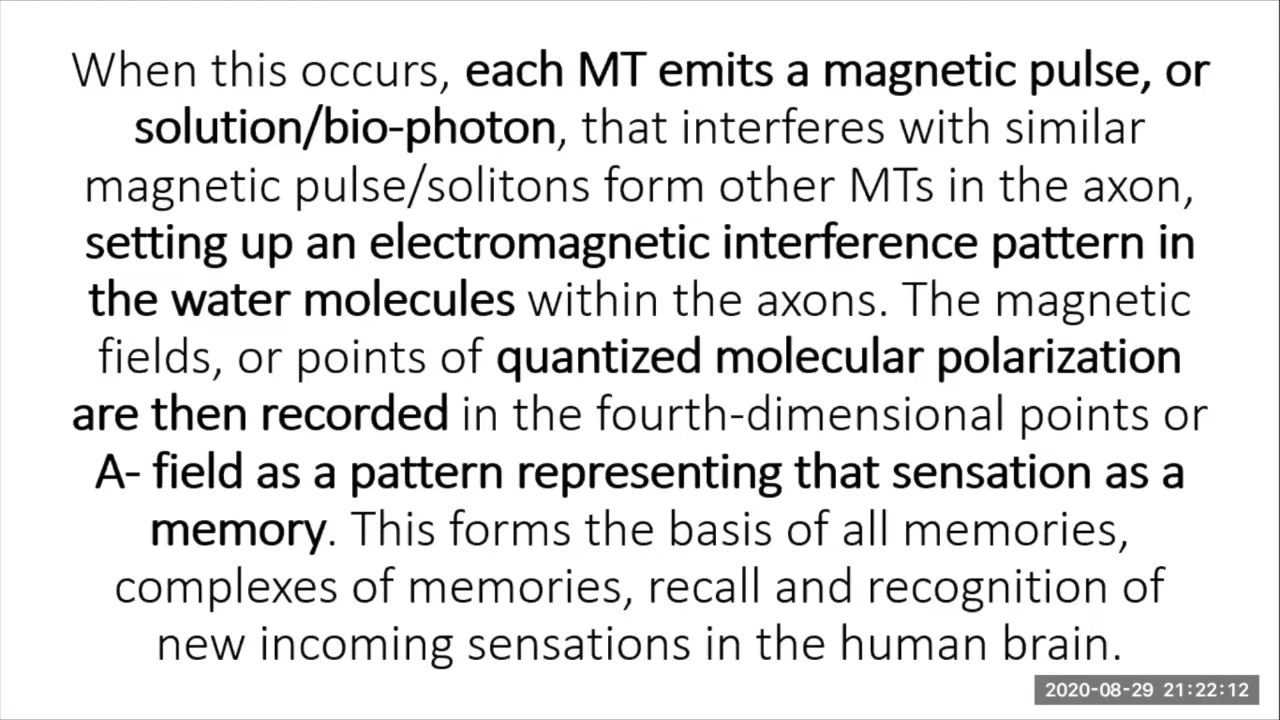 When this occurs, each MT emits a magnetic pulse, or
solution/bio-photon, that interferes with similar
magnetic pulse/solitons form other MTs in the axon,
setting up an electromagnetic interference pattern in
the water molecules within the axons. The magnetic
fields, or points of quantized molecular polarization
are then recorded in the fourth-dimensional points or
A- field as a pattern representing that sensation as a
memory. This forms the basis of all memories,
complexes of memories, recall and recognition of
new incoming sensations in the human brain.
2020-08-29 21:22:12